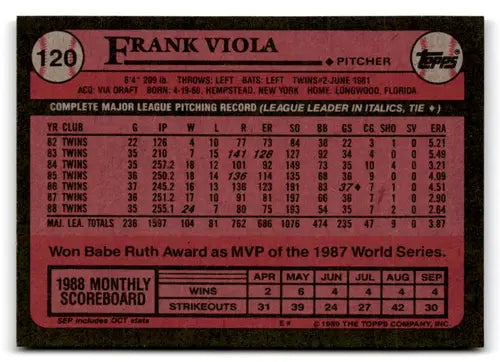 120
FRANK VIOLA
PITCHER
Topps
6'4" 209 lb. THROWS: LEFT BATS: LEFT TWINS #2-JUNE 1981
ACQ: VIA DRAFT BORN: 4-19-60, HEMPSTEAD, NEW YORK HOME: LONGWOOD, FLORIDA
COMPLETE MAJOR LEAGUE PITCHING RECORD (LEAGUE LEADER IN ITALICS, TIE ♦)
YR CLUB G IP W L R ER SO BB GS CG SHO SV ERA
82 TWINS 22 126 4 10 77 73 84 38 22 3 1 0 5.21
83 TWINS 35 210 7 15 141 128 127 92 34 4 0 0 5.49
84 TWINS 35 257.2 18 12 101 92 149 73 35 10 4 0 3.21
85 TWINS 36 250.2 18 14 136 114 135 68 36 9 0 0 4.09
86 TWINS 37 245.2 16 13 136 123 191 83 37♦ 7 1 0 4.51
87 TWINS 36 251.2 17 10 91 81 197 66 36 7 1 0 2.90
88 TWINS 35 255.1 24 7 80 75 193 54 35 7 2 0 2.64
MAJ. LEA. TOTALS 236 1597 104 81 762 686 1076 474 235 47 9 0 3.87
Won Babe Ruth Award as MVP of the 1987 World Series.
1988 MONTHLY SCOREBOARD
APR MAY JUN JUL AUG SEP
WINS 2 6 4 4 4 4
STRIKEOUTS 31 39 24 27 42 30
SEP includes OCT stats
E*
© 1989 THE TOPPS COMPANY, INC.